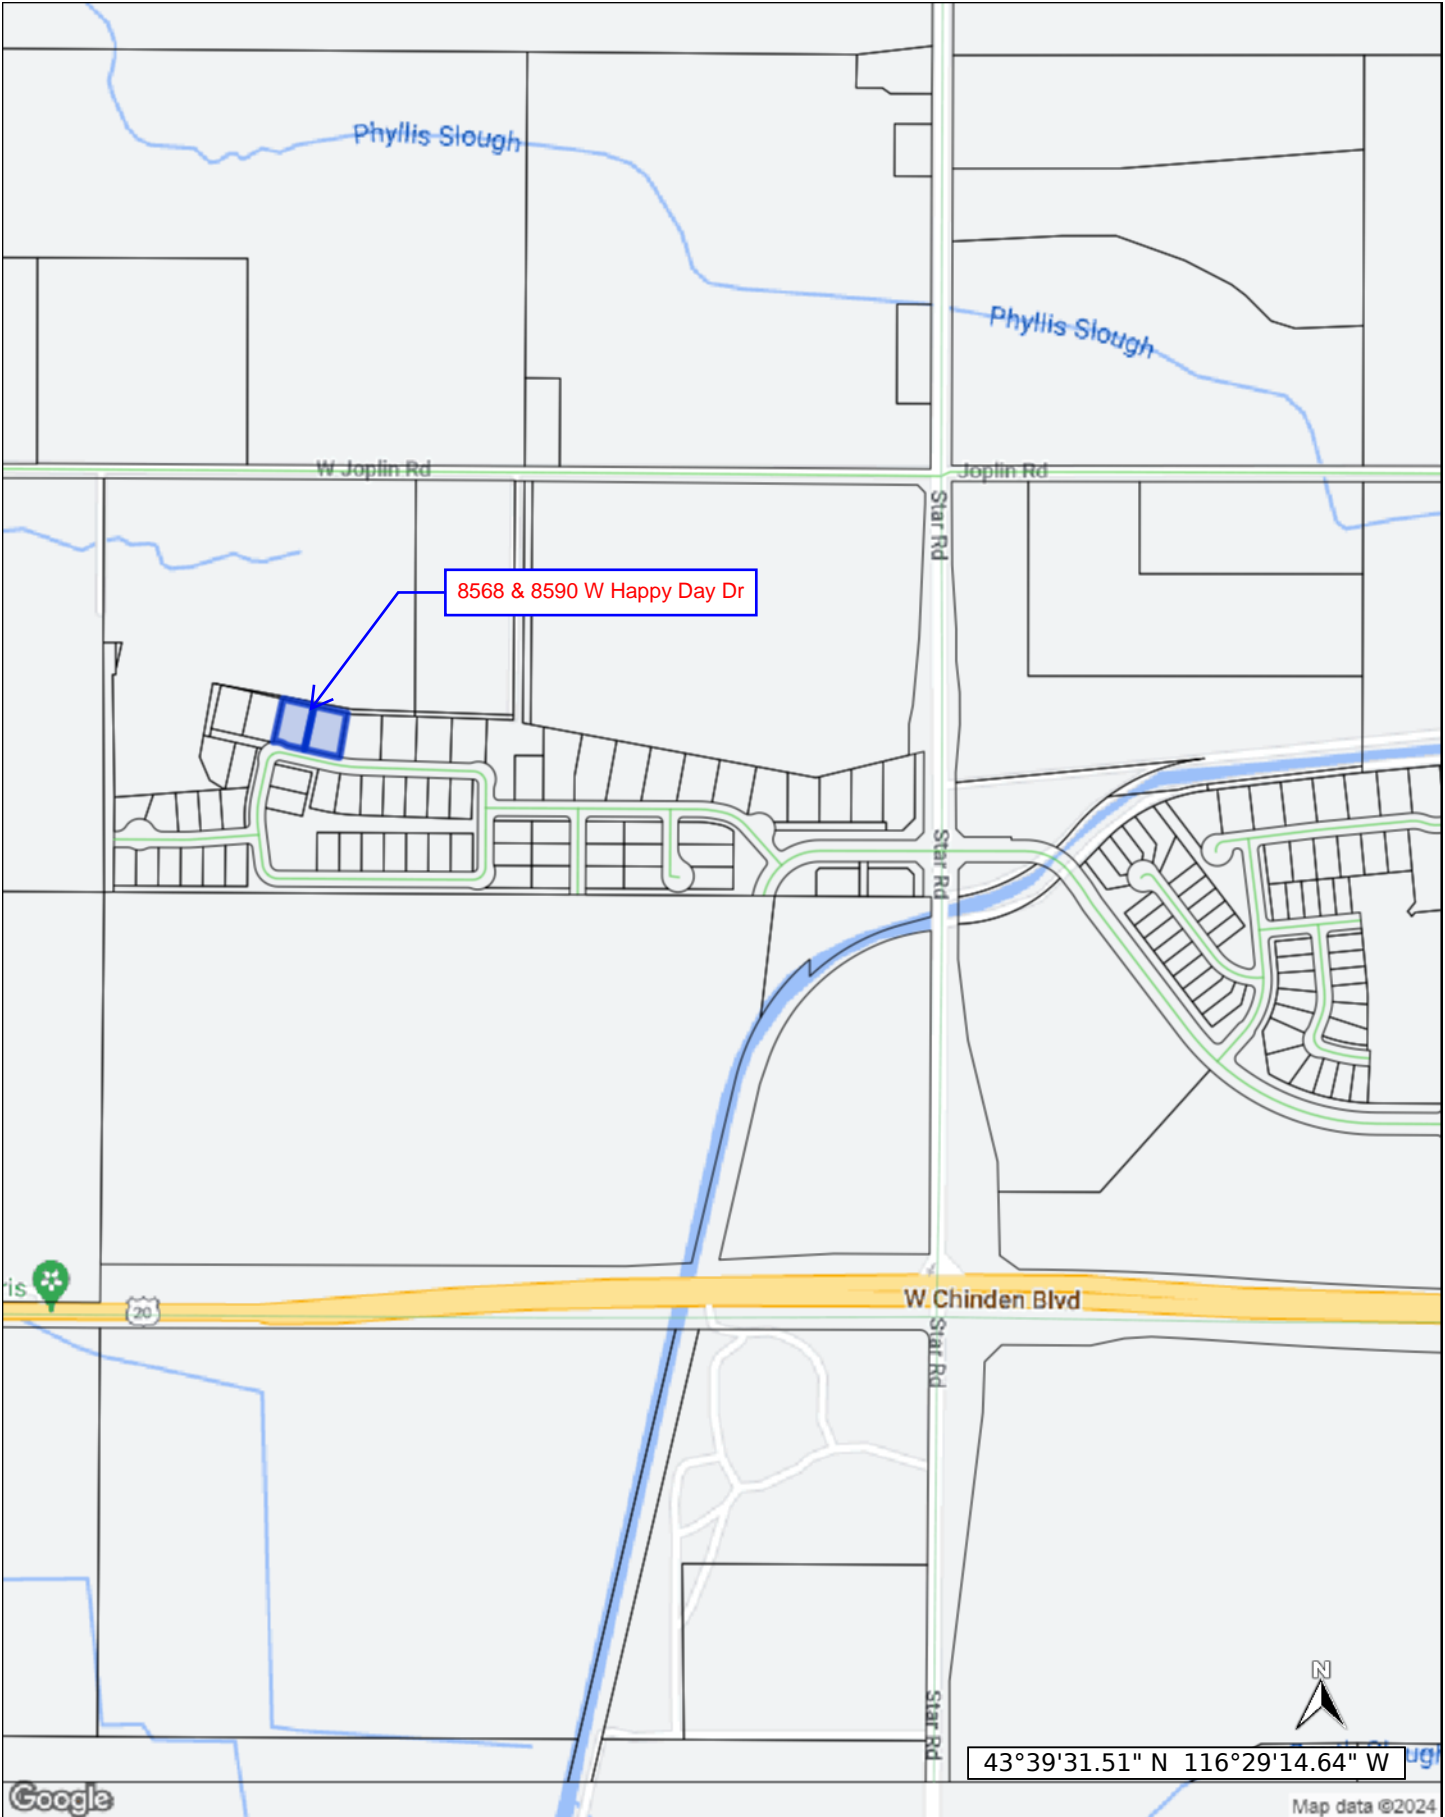 Phyllis Slough
Phyllis Slough
W Joplin Rd
Joplin Rd
Star Rd
8568 & 8590 W Happy Day Dr
Star Rd
ris
20
W Chinden Blvd
Star Rd
Star Rd
N
43°39'31.51" N 116°29'14.64" W
Google
Map data ©2024